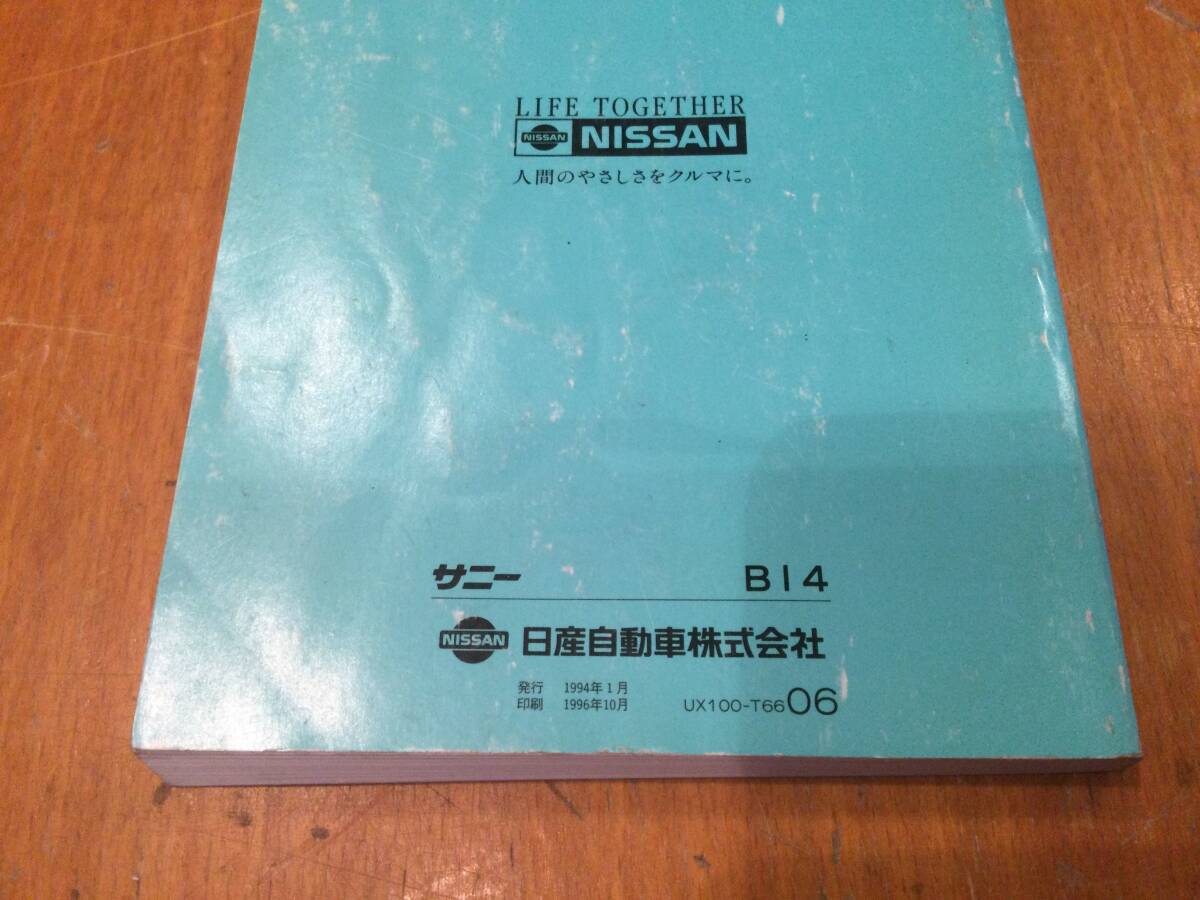 LIFE TOGETHER
NISSAN NISSAN
人間のやさしさをクルマに。
サニー B14
NISSAN 日産自動車株式会社
発行 1994年1月
印刷 1996年10月 UX100-T6606